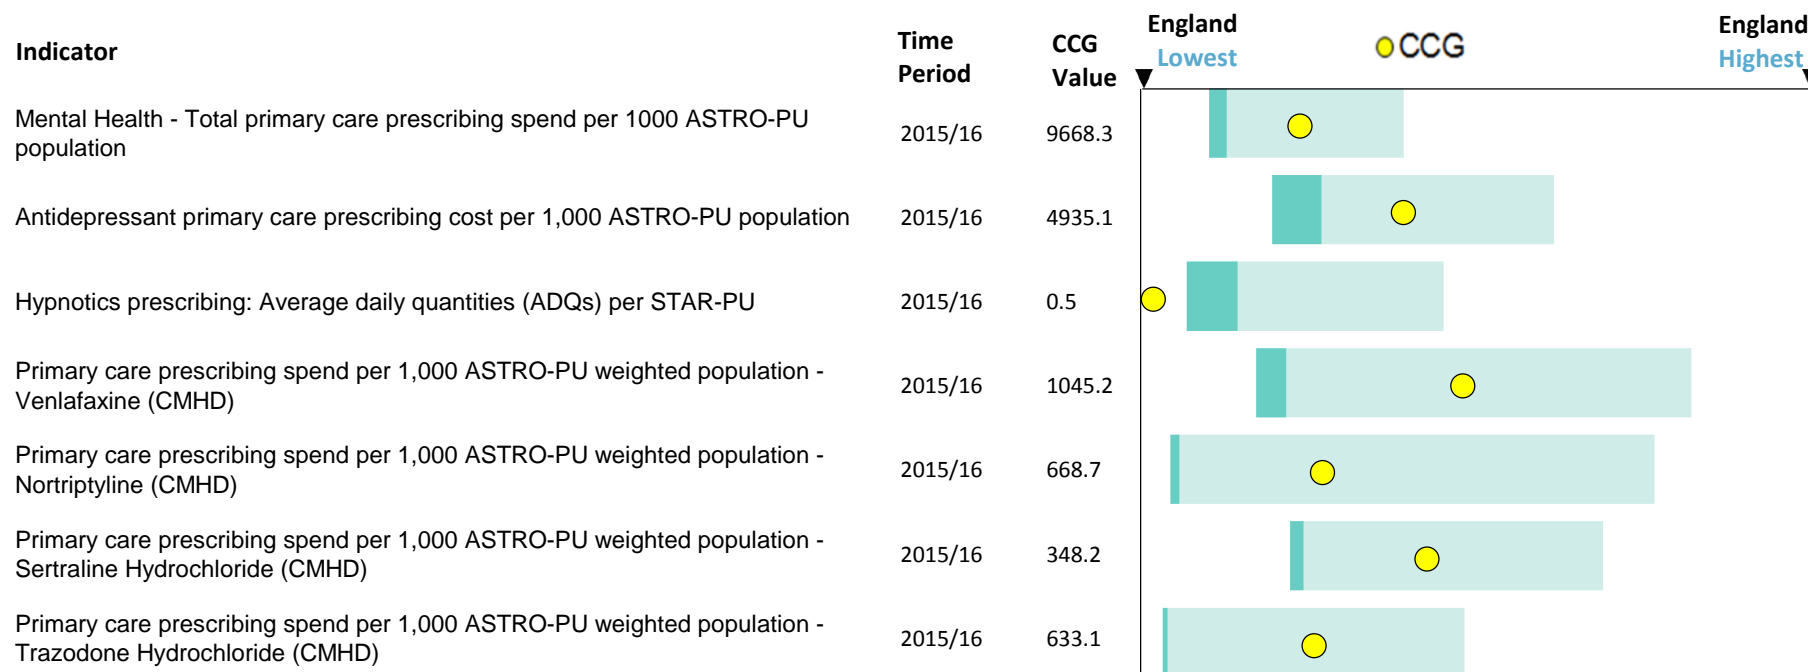 Indicator
Time
Period
CCG
Value
England
Lowest
CCG
England
Highest
Mental Health - Total primary care prescribing spend per 1000 ASTRO-PU
population
2015/16
9668.3
Antidepressant primary care prescribing cost per 1,000 ASTRO-PU population
2015/16
4935.1
Hypnotics prescribing: Average daily quantities (ADQs) per STAR-PU
2015/16
0.5
Primary care prescribing spend per 1,000 ASTRO-PU weighted population -
Venlafaxine (CMHD)
2015/16
1045.2
Primary care prescribing spend per 1,000 ASTRO-PU weighted population -
Nortriptyline (CMHD)
2015/16
668.7
Primary care prescribing spend per 1,000 ASTRO-PU weighted population -
Sertraline Hydrochloride (CMHD)
2015/16
348.2
Primary care prescribing spend per 1,000 ASTRO-PU weighted population -
Trazodone Hydrochloride (CMHD)
2015/16
633.1